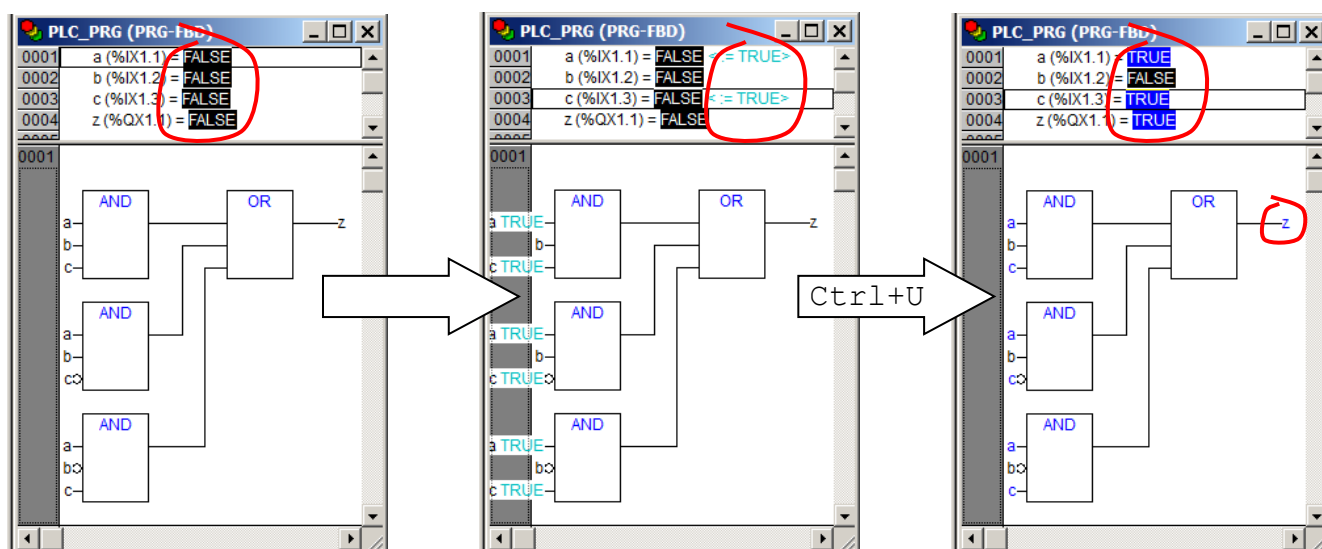 PLC_PRG (PRG-FBD)
0001 a (%IX1.1) = FALSE
0002 b (%IX1.2) = FALSE
0003 c (%IX1.3) = FALSE
0004 z (%QX1.1) = FALSE
0005
0001
AND OR
a z
b
c
AND
a
b
c
AND
a
b
c
PLC_PRG (PRG-FBD)
0001 a (%IX1.1) = FALSE < := TRUE>
0002 b (%IX1.2) = FALSE
0003 c (%IX1.3) = FALSE < := TRUE>
0004 z (%QX1.1) = FALSE
0005
0001
AND OR
a TRUE z
b
c TRUE
AND
a TRUE
b
c TRUE
AND
a TRUE
b
c TRUE
Ctrl+U
PLC_PRG (PRG-FBD)
0001 a (%IX1.1) = TRUE
0002 b (%IX1.2) = FALSE
0003 c (%IX1.3) = TRUE
0004 z (%QX1.1) = TRUE
0005
0001
AND OR
a z
b
c
AND
a
b
c
AND
a
b
c